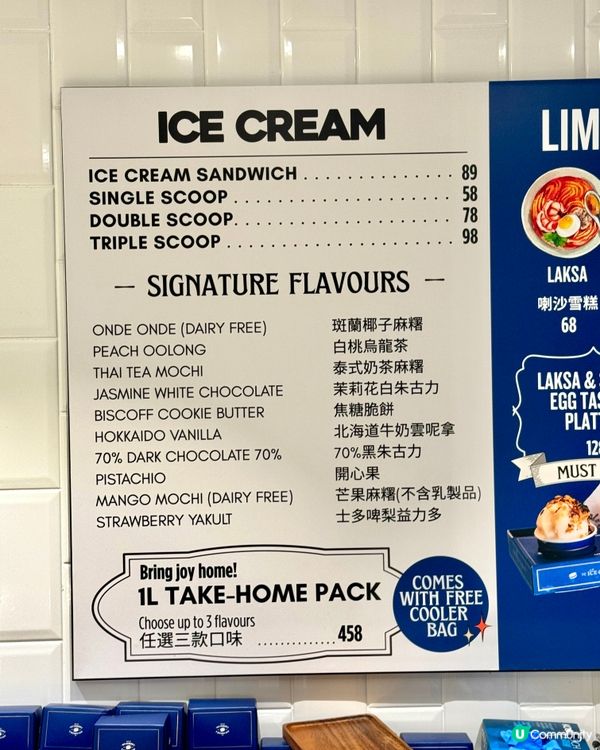 ICE CREAM
ICE CREAM SANDWICH . . . . . . . . . . . . . . . . . 89
SINGLE SCOOP . . . . . . . . . . . . . . . . . . . . . . . . 58
DOUBLE SCOOP. . . . . . . . . . . . . . . . . . . . . . . . 78
TRIPLE SCOOP . . . . . . . . . . . . . . . . . . . . . . . . . 98
— SIGNATURE FLAVOURS —
ONDE ONDE (DAIRY FREE) 斑蘭椰子麻糬
PEACH OOLONG 白桃烏龍茶
THAI TEA MOCHI 泰式奶茶麻糬
JASMINE WHITE CHOCOLATE 茉莉花白朱古力
BISCOFF COOKIE BUTTER 焦糖脆餅
HOKKAIDO VANILLA 北海道牛奶雲呢拿
70% DARK CHOCOLATE 70% 70%黑朱古力
PISTACHIO 開心果
MANGO MOCHI (DAIRY FREE) 芒果麻糬(不含乳製品)
STRAWBERRY YAKULT 士多啤梨益力多
Bring joy home!
1L TAKE-HOME PACK
Choose up to 3 flavours
任選三款口味 ..................458
COMES
WITH FREE
COOLER
BAG
LIM
LAKSA
喇沙雪糕
68
LAKSA &
EGG TAS
PLATT
128
MUST
U Community